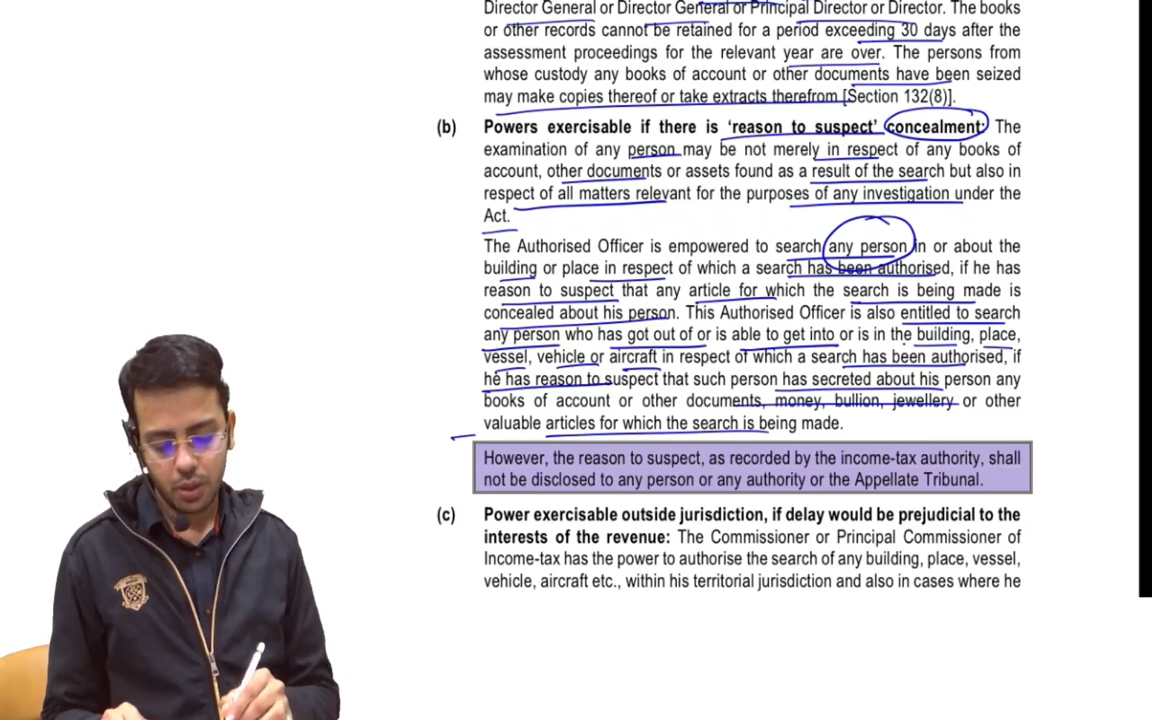 Director General or Director General or Principal Director or Director. The books
or other records cannot be retained for a period exceeding 30 days after the
assessment proceedings for the relevant year are over. The persons from
whose custody any books of account or other documents have been seized
may make copies thereof or take extracts therefrom [Section 132(8)].
(b) Powers exercisable if there is ‘reason to suspect’ concealment: The
examination of any person may be not merely in respect of any books of
account, other documents or assets found as a result of the search but also in
respect of all matters relevant for the purposes of any investigation under the
Act.
The Authorised Officer is empowered to search any person in or about the
building or place in respect of which a search has been authorised, if he has
reason to suspect that any article for which the search is being made is
concealed about his person. This Authorised Officer is also entitled to search
any person who has got out of or is able to get into or is in the building, place,
vessel, vehicle or aircraft in respect of which a search has been authorised, if
he has reason to suspect that such person has secreted about his person any
books of account or other documents, money, bullion, jewellery or other
valuable articles for which the search is being made.
However, the reason to suspect, as recorded by the income-tax authority, shall
not be disclosed to any person or any authority or the Appellate Tribunal.
(c) Power exercisable outside jurisdiction, if delay would be prejudicial to the
interests of the revenue: The Commissioner or Principal Commissioner of
Income-tax has the power to authorise the search of any building, place, vessel,
vehicle, aircraft etc., within his territorial jurisdiction and also in cases where he